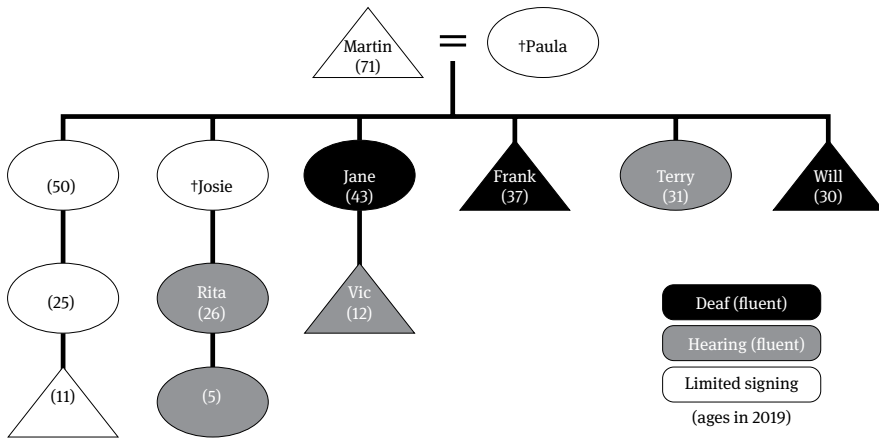 Martin
(71)
=
†Paula
(50)
†Josie
Jane
(43)
Frank
(37)
Terry
(31)
Will
(30)
(25)
Rita
(26)
Vic
(12)
(11)
(5)
Deaf (fluent)
Hearing (fluent)
Limited signing
(ages in 2019)